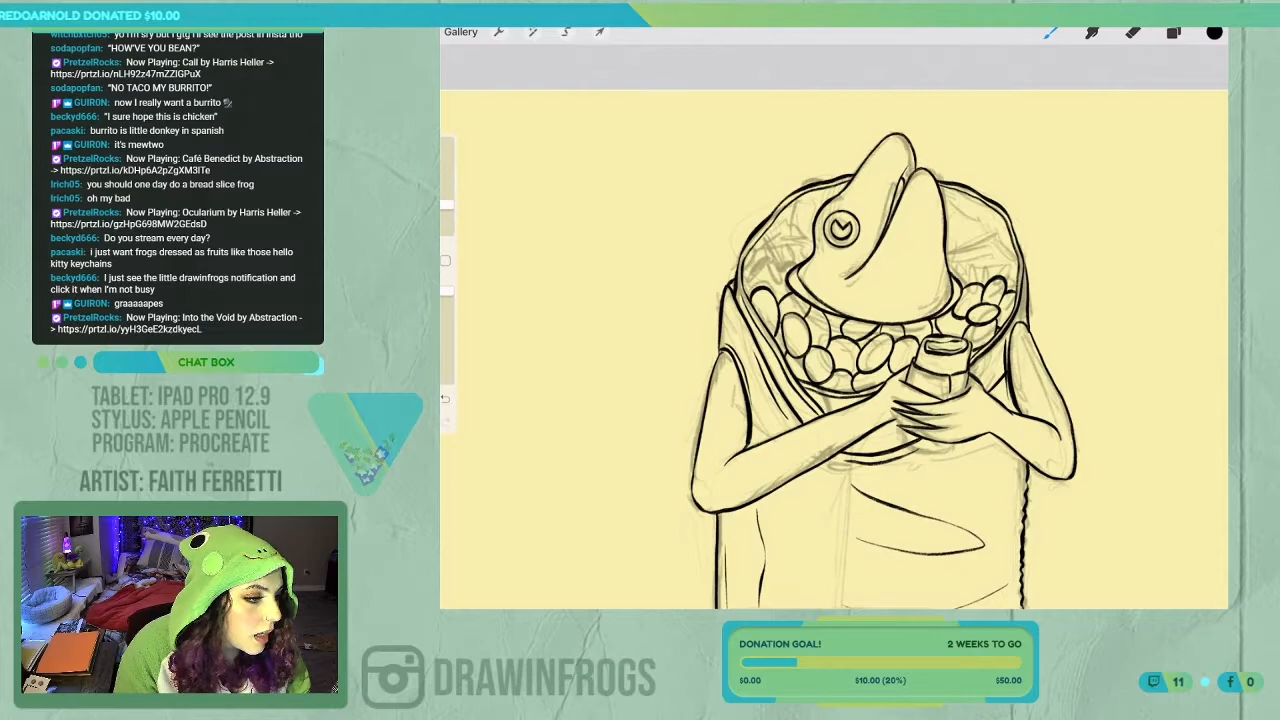 REDOARNOLD DONATED $10.00
yo i'm sry but i gtg i'll see the post in insta tho
sodapopfan: "HOW'VE YOU BEAN?"
PretzelRocks: Now Playing: Call by Harris Heller ->
https://prtzl.io/nLH92z47mZZlGPuX
sodapopfan: "NO TACO MY BURRITO!"
GUIR0N: now I really want a burrito
beckyd666: "I sure hope this is chicken"
pacaski: burrito is little donkey in spanish
GUIR0N: it's mewtwo
PretzelRocks: Now Playing: Café Benedict by Abstraction
-> https://prtzl.io/kDHp6A2pZgXM3lTe
lrich05: you should one day do a bread slice frog
lrich05: oh my bad
PretzelRocks: Now Playing: Ocularium by Harris Heller ->
https://prtzl.io/gzHpG698MW2GEdsD
beckyd666: Do you stream every day?
pacaski: i just want frogs dressed as fruits like those hello
kitty keychains
beckyd666: I just see the little drawinfrogs notification and
click it when I'm not busy
GUIR0N: graaaaapes
PretzelRocks: Now Playing: Into the Void by Abstraction -
> https://prtzl.io/yyH3GeE2kzdkyecL
CHAT BOX
TABLET: IPAD PRO 12.9
STYLUS: APPLE PENCIL
PROGRAM: PROCREATE
ARTIST: FAITH FERRETTI
Gallery
DRAWINFROGS
DONATION GOAL! 2 WEEKS TO GO
$0.00 $10.00 (20%) $50.00
11 0